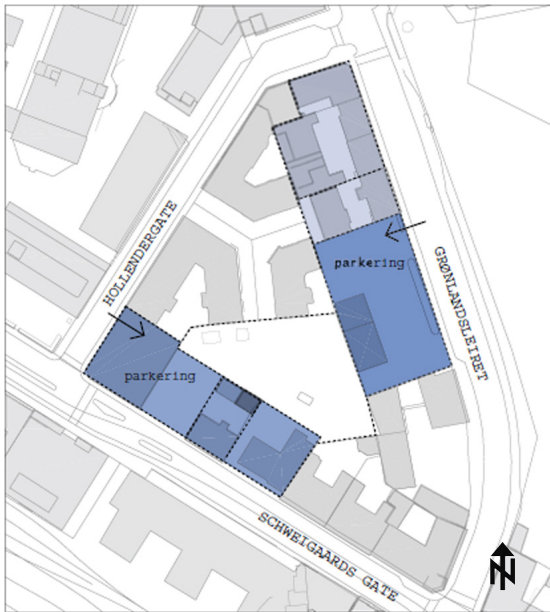 HOLLENDERGATE
parkering
GRØNLANDSLEIRET
parkering
SCHWEIGAARDS GATE
N